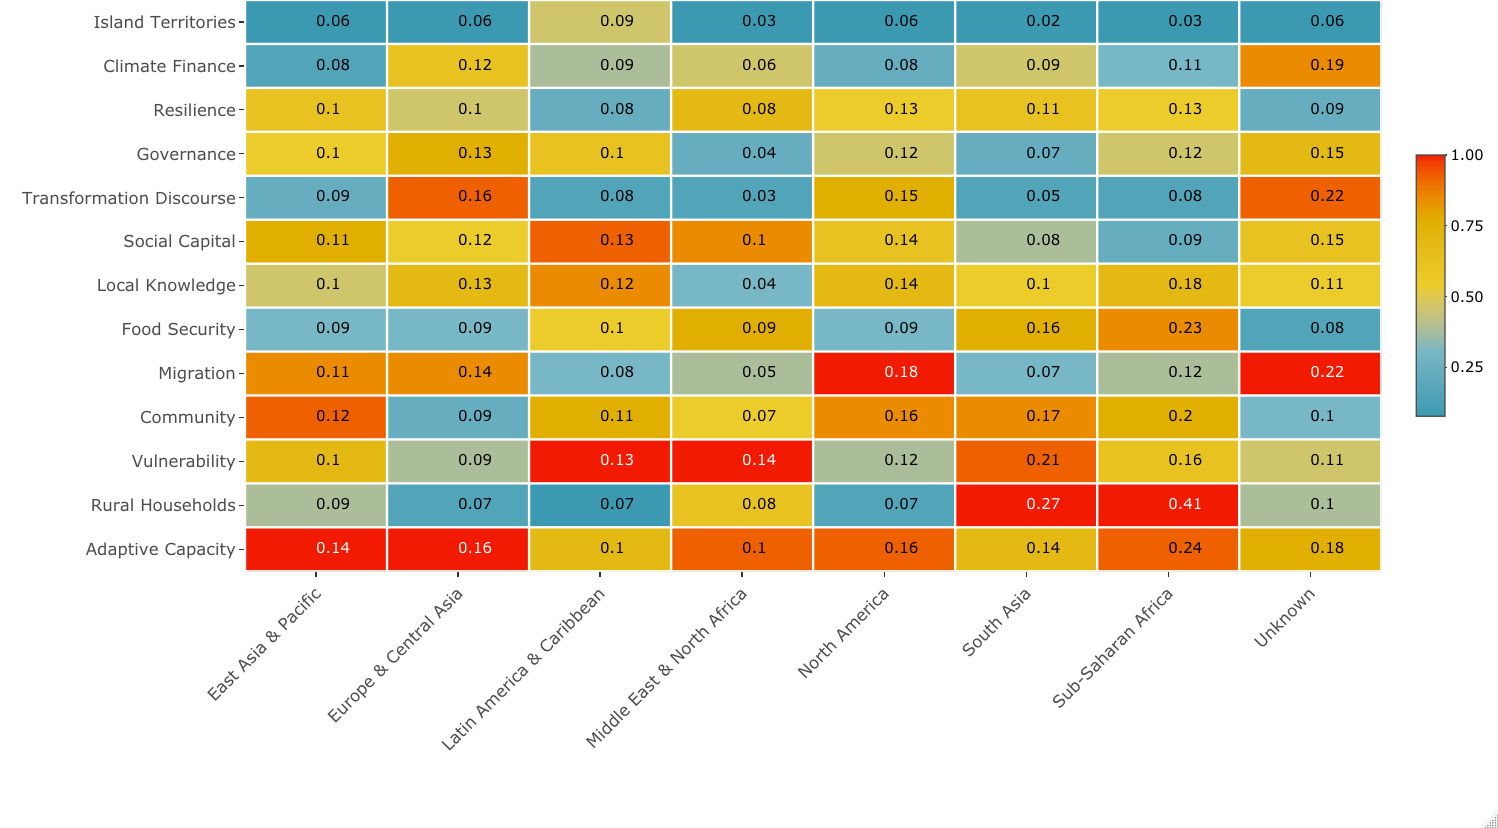 Island Territories 0.06 0.06 0.09 0.03 0.06 0.02 0.03 0.06
Climate Finance 0.08 0.12 0.09 0.06 0.08 0.09 0.11 0.19
Resilience 0.1 0.1 0.08 0.08 0.13 0.11 0.13 0.09
Governance 0.1 0.13 0.1 0.04 0.12 0.07 0.12 0.15
Transformation Discourse 0.09 0.16 0.08 0.03 0.15 0.05 0.08 0.22
Social Capital 0.11 0.12 0.13 0.1 0.14 0.08 0.09 0.15
Local Knowledge 0.1 0.13 0.12 0.04 0.14 0.1 0.18 0.11
Food Security 0.09 0.09 0.1 0.09 0.09 0.16 0.23 0.08
Migration 0.11 0.14 0.08 0.05 0.18 0.07 0.12 0.22
Community 0.12 0.09 0.11 0.07 0.16 0.17 0.2 0.1
Vulnerability 0.1 0.09 0.13 0.14 0.12 0.21 0.16 0.11
Rural Households 0.09 0.07 0.07 0.08 0.07 0.27 0.41 0.1
Adaptive Capacity 0.14 0.16 0.1 0.1 0.16 0.14 0.24 0.18
East Asia & Pacific
Europe & Central Asia
Latin America & Caribbean
Middle East & North Africa
North America
South Asia
Sub-Saharan Africa
Unknown
1.00
0.75
0.50
0.25